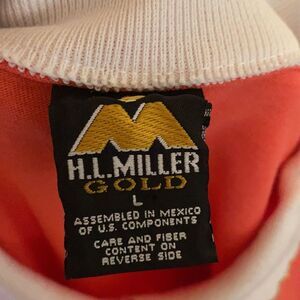 H.L.MILLER
GOLD
L
ASSEMBLED IN MEXICO
OF U.S. COMPONENTS
CARE AND FIBER
CONTENT ON
REVERSE SIDE